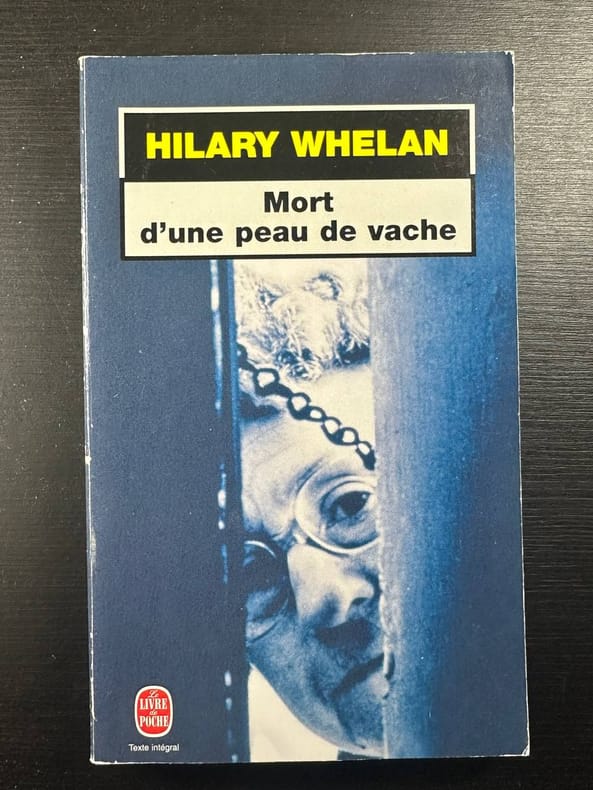 HILARY WHELAN
Mort
d'une peau de vache
Le
LIVRE
de
POCHE
Texte intégral